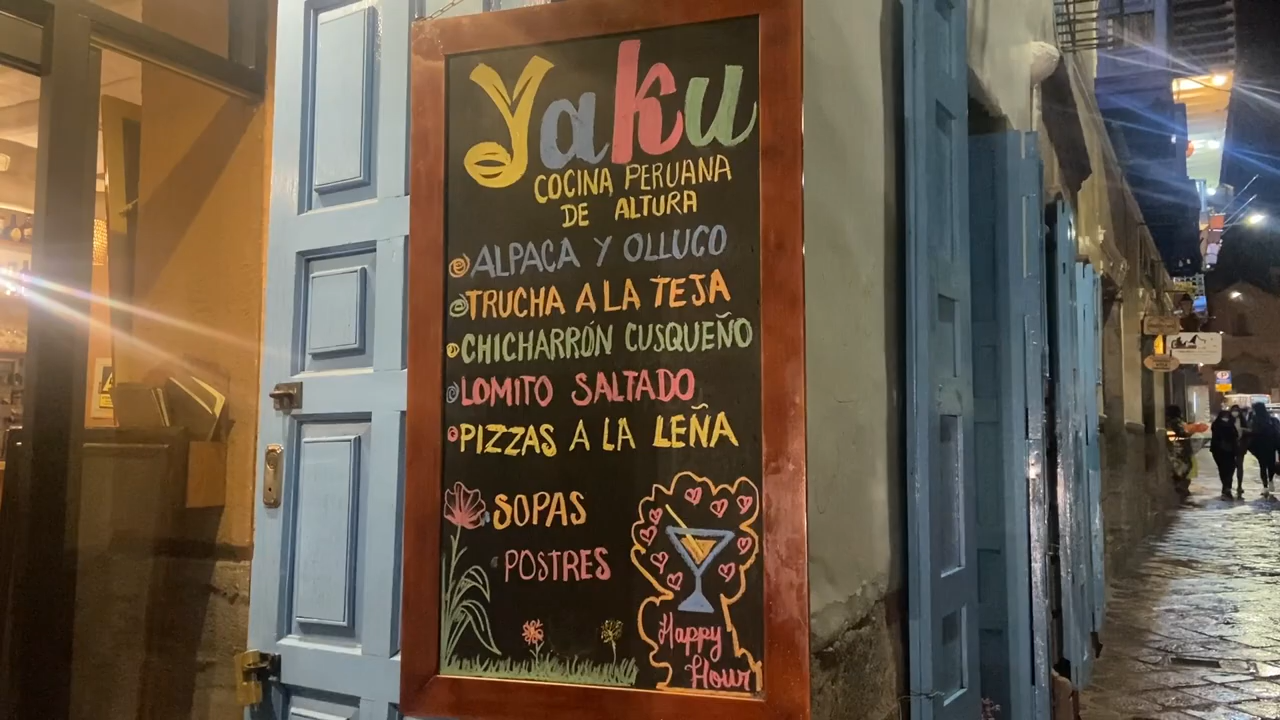 Yaku
COCINA PERUANA
DE ALTURA
ALPACA Y OLLUCO
TRUCHA A LA TEJA
CHICHARRÓN CUSQUEÑO
LOMITO SALTADO
PIZZAS A LA LEÑA
SOPAS
POSTRES
Happy
Hour